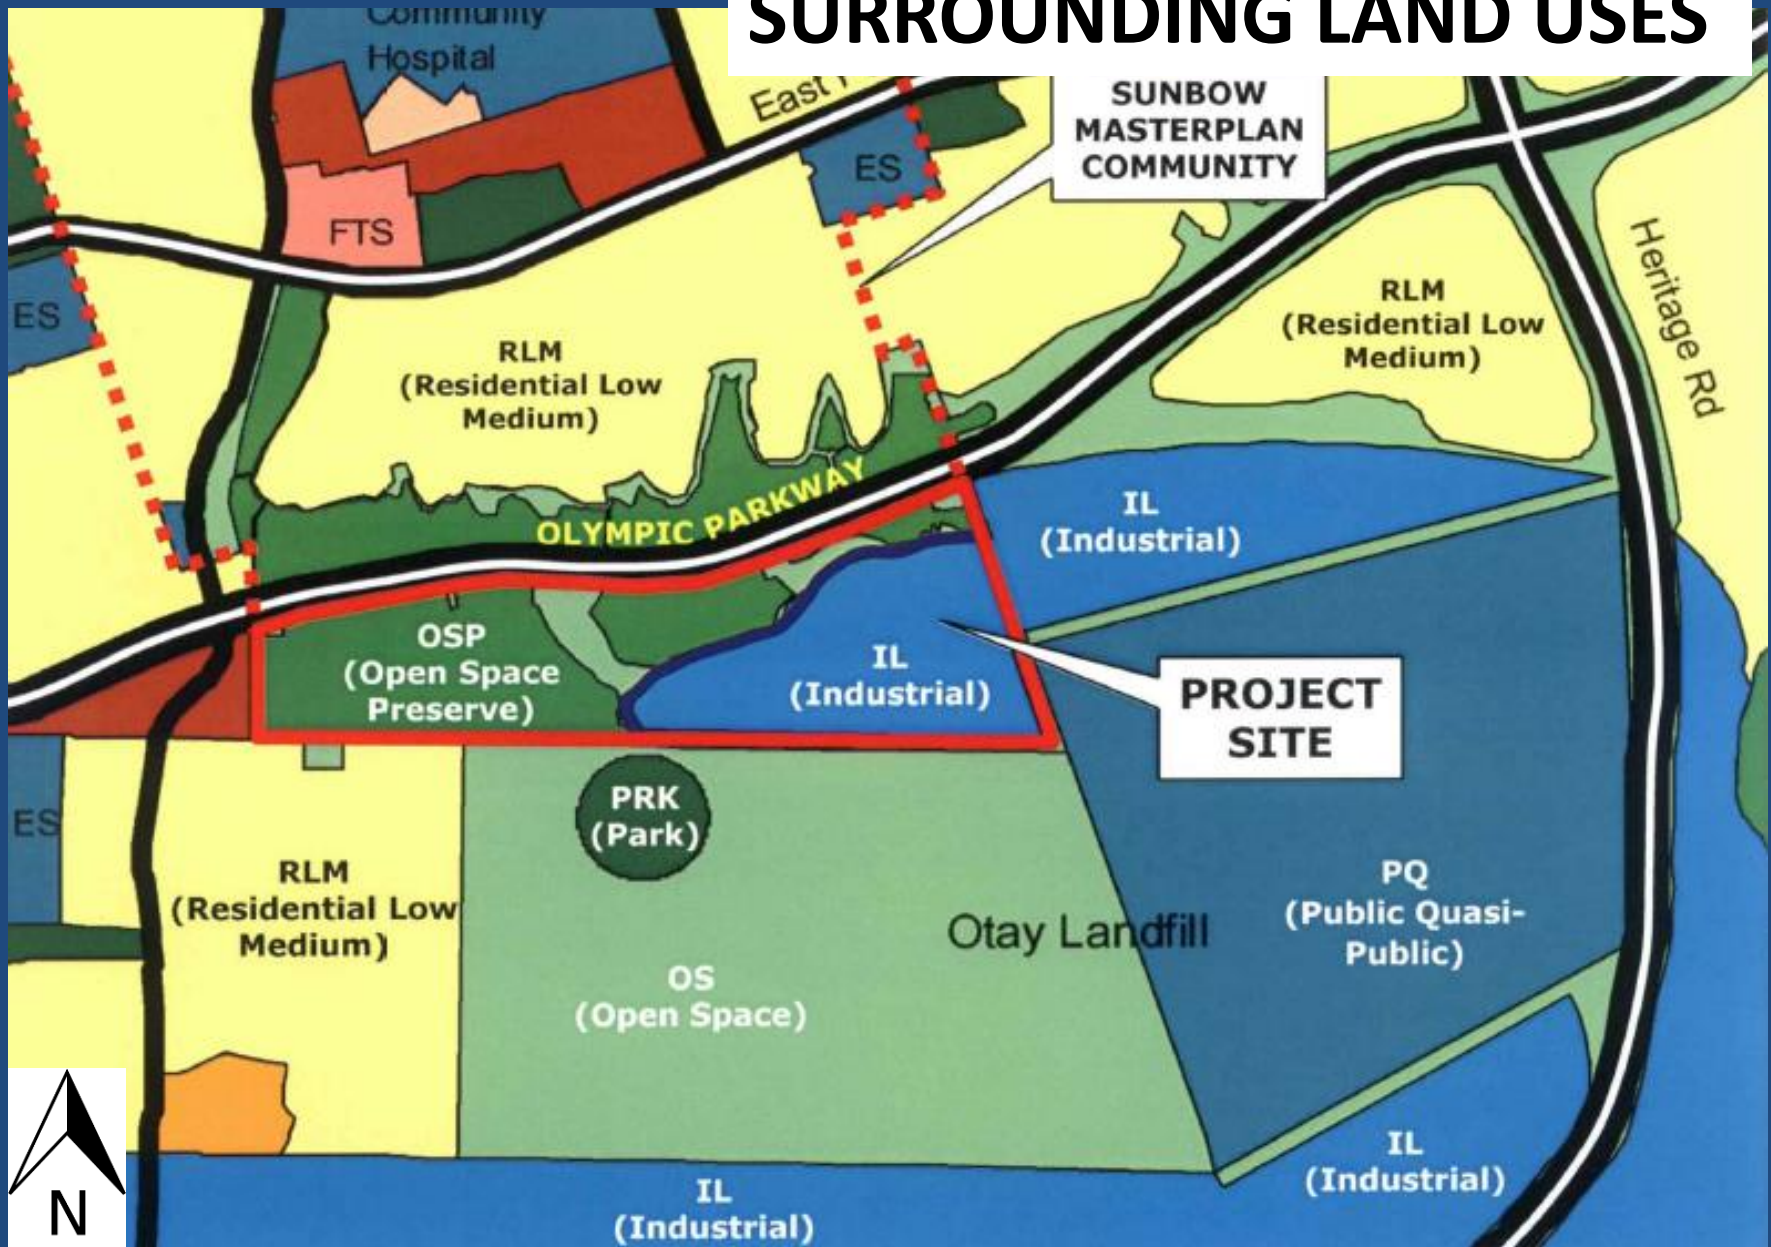 SURROUNDING LAND USES
Community
Hospital
East
SUNBOW
MASTERPLAN
COMMUNITY
ES
FTS
ES
Heritage Rd
RLM
(Residential Low
Medium)
RLM
(Residential Low
Medium)
OLYMPIC PARKWAY
IL
(Industrial)
OSP
(Open Space
Preserve)
IL
(Industrial)
PROJECT
SITE
PRK
(Park)
ES
RLM
(Residential Low
Medium)
PQ
(Public Quasi-
Public)
Otay Landfill
OS
(Open Space)
IL
(Industrial)
IL
(Industrial)
N